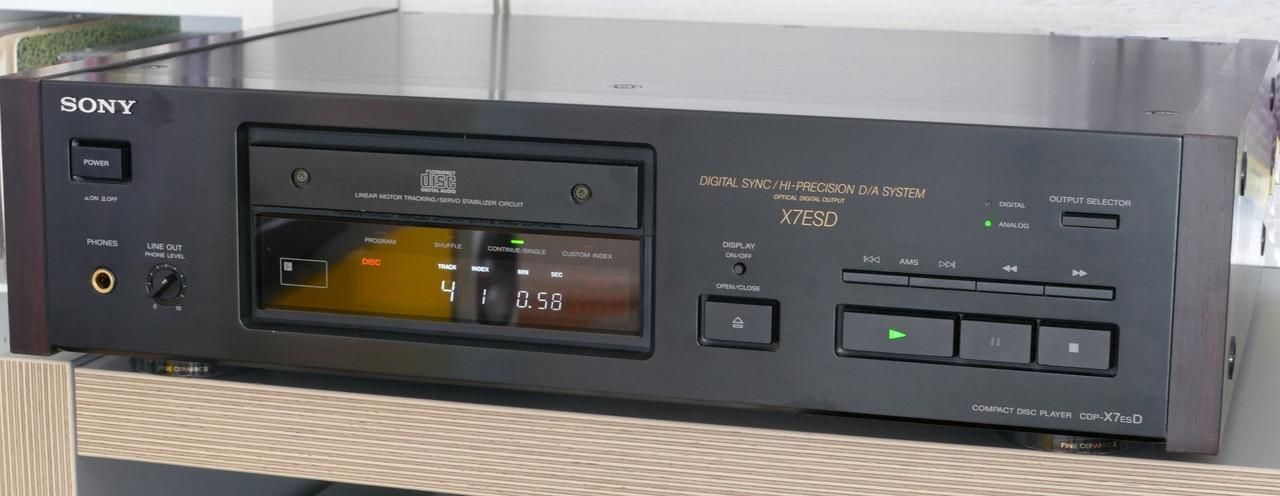 SONY
POWER
ON OFF
PHONES
LINE OUT
PHONE LEVEL
0 10
COMPACT
disc
DIGITAL AUDIO
LINEAR MOTOR TRACKING/SERVO STABILIZER CIRCUIT
PROGRAM SHUFFLE CONTINUE/SINGLE CUSTOM INDEX
DISC TRACK INDEX MIN SEC
4 1 0.58
DIGITAL SYNC/HI-PRECISION D/A SYSTEM
OPTICAL DIGITAL OUTPUT
X7ESD
DISPLAY
ON/OFF
OPEN/CLOSE
DIGITAL
ANALOG
OUTPUT SELECTOR
AMS
COMPACT DISC PLAYER CDP-X7ESD
FINE CERAMICS
FINE CERAMICS